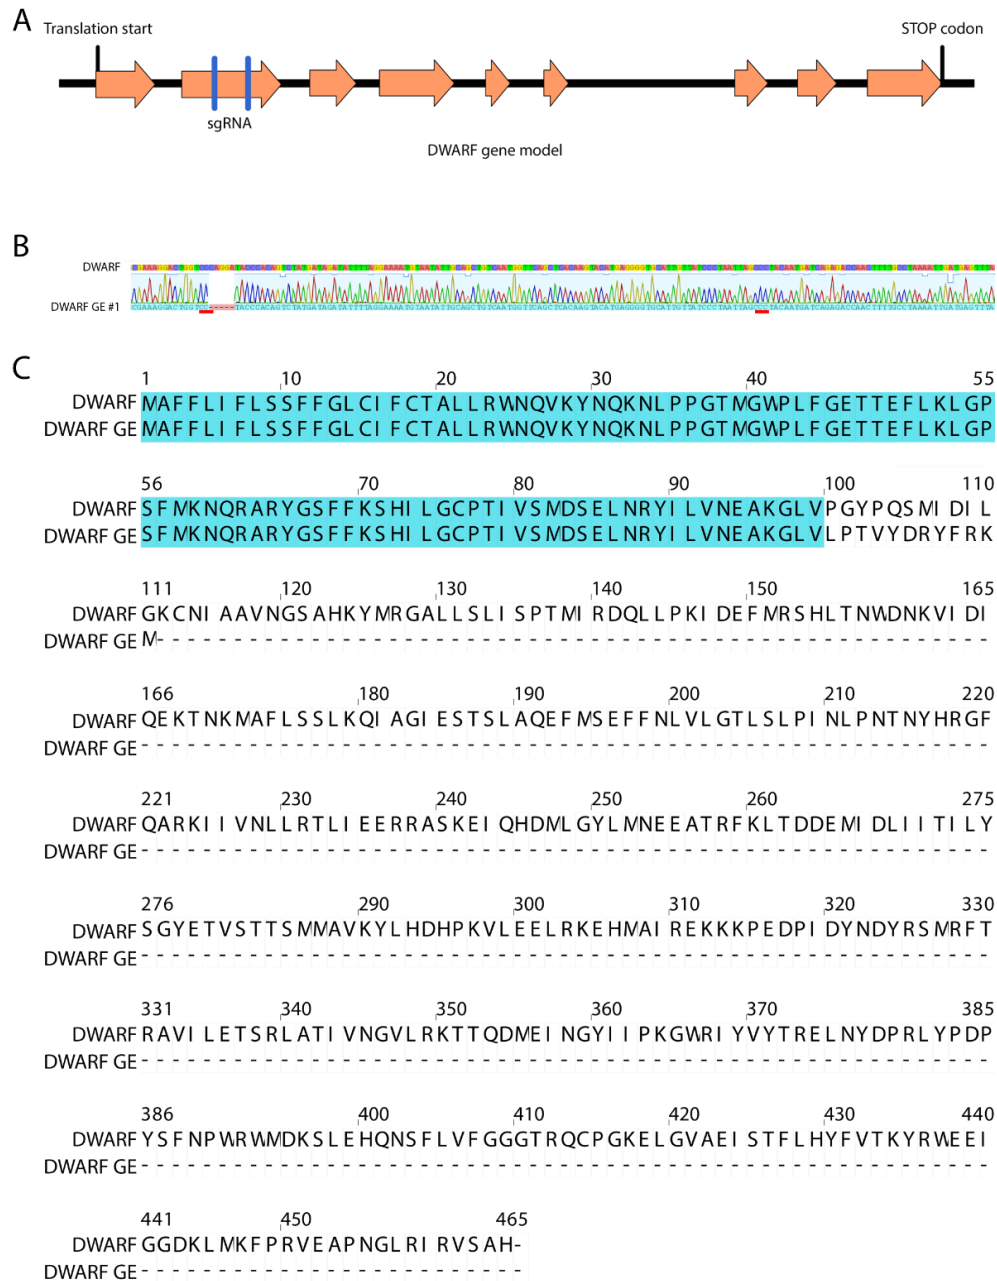 A
Translation start
STOP codon
sgRNA
DWARF gene model
B
DWARF
DWARF GE #1
C
1 10 20 30 40 55
DWARF MAFFLIFLSSFFGLCIFCTALLRWNQVKYNQKNLPPGTMGWPLFGETTEFLKLGP
DWARF GE MAFFLIFLSSFFGLCIFCTALLRWNQVKYNQKNLPPGTMGWPLFGETTEFLKLGP
56 70 80 90 100 110
DWARF SFMKNQRARYGSFFKSHILGCPTIVSMDSELNRYILVNEAKGLVPGYPQSMIDIL
DWARF GE SFMKNQRARYGSFFKSHILGCPTIVSMDSELNRYILVNEAKGLVLPTVYDRYFRK
111 120 130 140 150 165
DWARF GKCNIAAVNGSAHKYMRGALLSLISPTMIRDQLLPKIDEFMRSHLTNWDNKVIDI
DWARF GE M------------------------------------------------------
166 180 190 200 210 220
DWARF QEKTNKMAFLSSLKQIAGIESTSLAQEFMSEFFNLVLGTLSLPINLPNTNYHRGF
DWARF GE -------------------------------------------------------
221 230 240 250 260 275
DWARF QARKIIVNLLRTLIEERRASKEIQHDMLGYLMNEEATRFKLTDDEMIDLIITILY
DWARF GE -------------------------------------------------------
276 290 300 310 320 330
DWARF SGYETVSTTSMMAVKYLHDHPKVLEELRKEHMAIREKKKPEDPIDYNDYRSMRFT
DWARF GE -------------------------------------------------------
331 340 350 360 370 385
DWARF RAVILETSRLATIVNGVLRKTTQDMEINGYIIPKGWRIYVYTRELNYDPRLYPDP
DWARF GE -------------------------------------------------------
386 400 410 420 430 440
DWARF YSFNPWRWMDKSLEHQNSFLVFGGGTRQCPGKELGVAEISTFLHYFVTKYRWEEI
DWARF GE -------------------------------------------------------
441 450 465
DWARF GGDKLMKFPRVEAPNGLRIRVSAH-
DWARF GE -------------------------